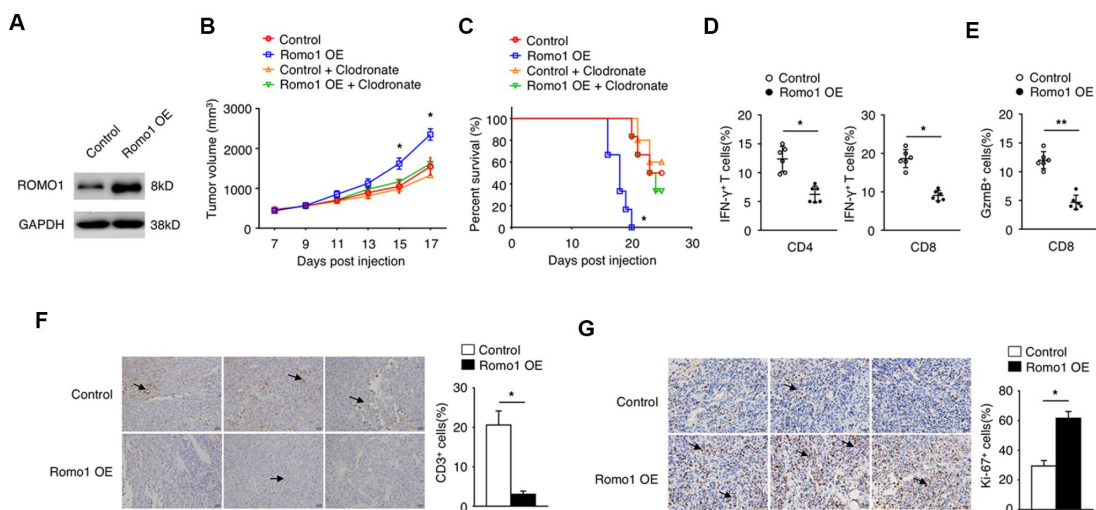 A
Control
Romo1 OE
ROMO1
8kD
GAPDH
38kD
B
Control
Romo1 OE
Control + Clodronate
Romo1 OE + Clodronate
Tumor volume (mm³)
3000
2000
1000
0
*
*
7 9 11 13 15 17
Days post injection
C
Control
Romo1 OE
Control + Clodronate
Romo1 OE + Clodronate
Percent survival (%)
100
80
60
40
20
0
*
0 10 20 30
Days post injection
D
Control
Romo1 OE
IFN-γ⁺ T cells(%)
20
15
10
5
0
*
CD4
IFN-γ⁺ T cells(%)
30
20
10
0
*
CD8
E
Control
Romo1 OE
GzmB⁺ cells(%)
20
15
10
5
0
**
CD8
F
Control
Romo1 OE
Control
Romo1 OE
CD3⁺ cells(%)
30
20
10
0
*
G
Control
Romo1 OE
Control
Romo1 OE
Ki-67⁺ cells(%)
80
60
40
20
0
*